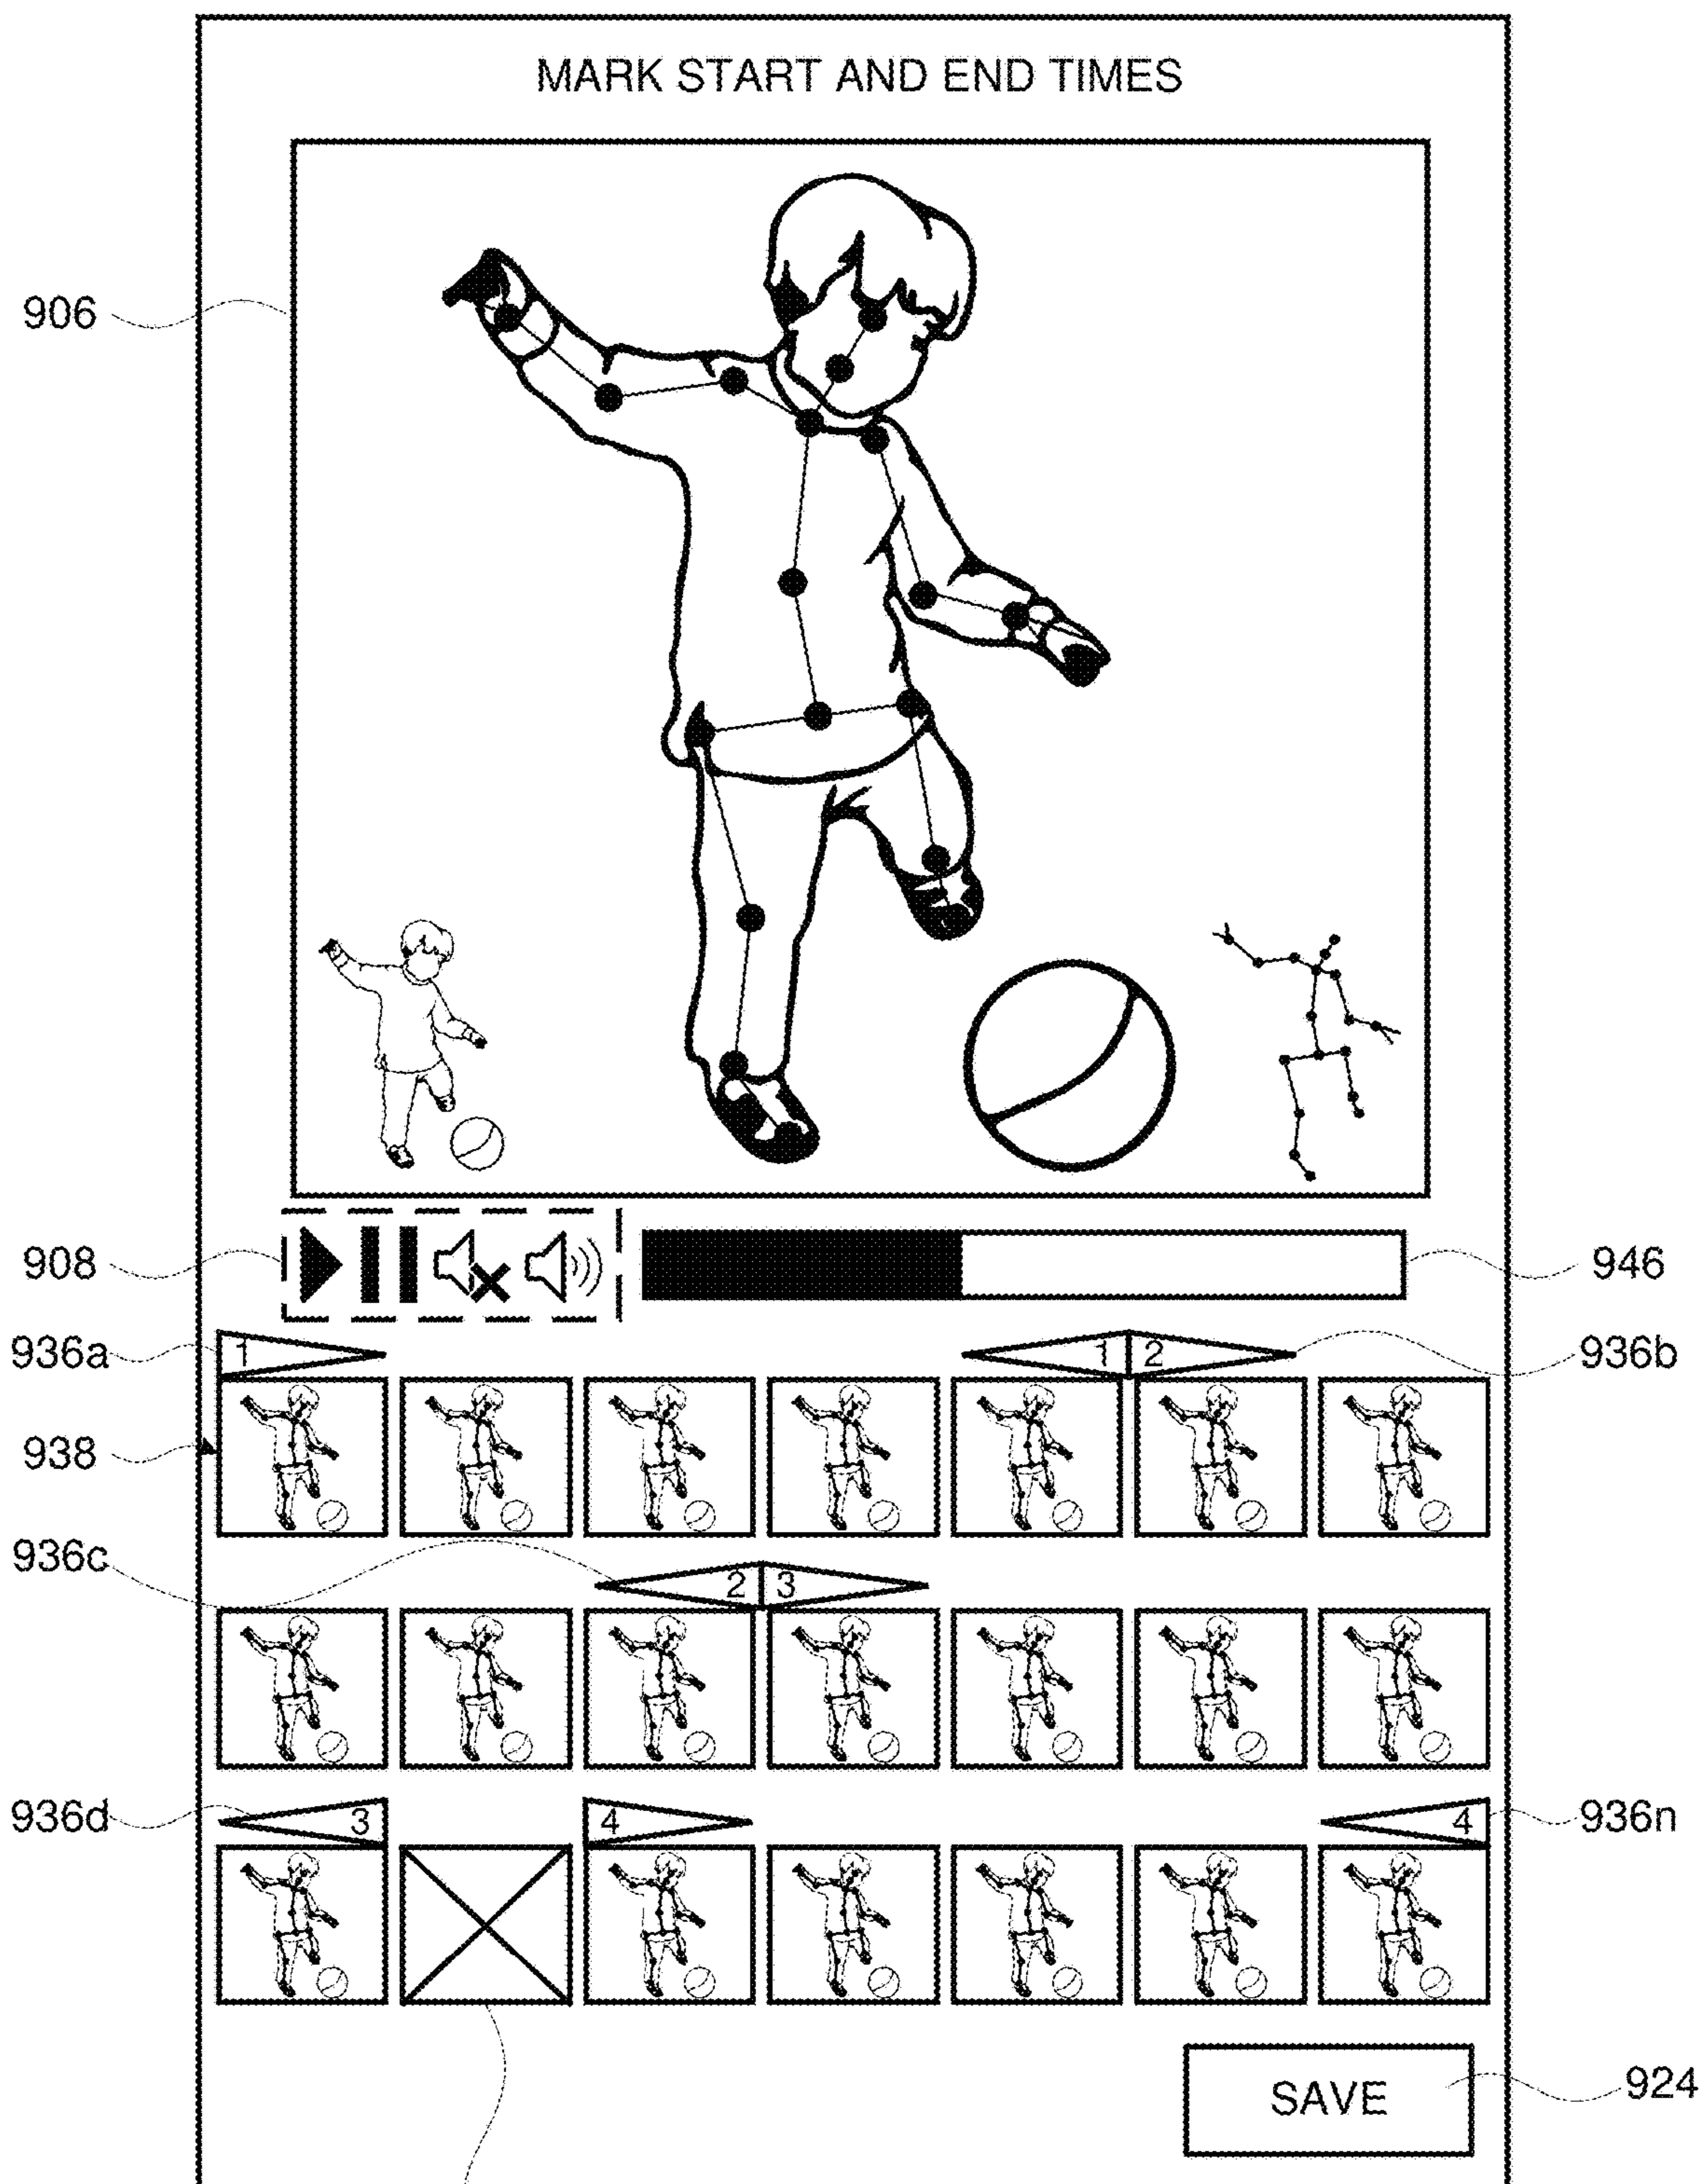 MARK START AND END TIMES
906
908
946
936a
1
1 2
936b
938
936c
2 3
936d
3
4
4
936n
SAVE
924